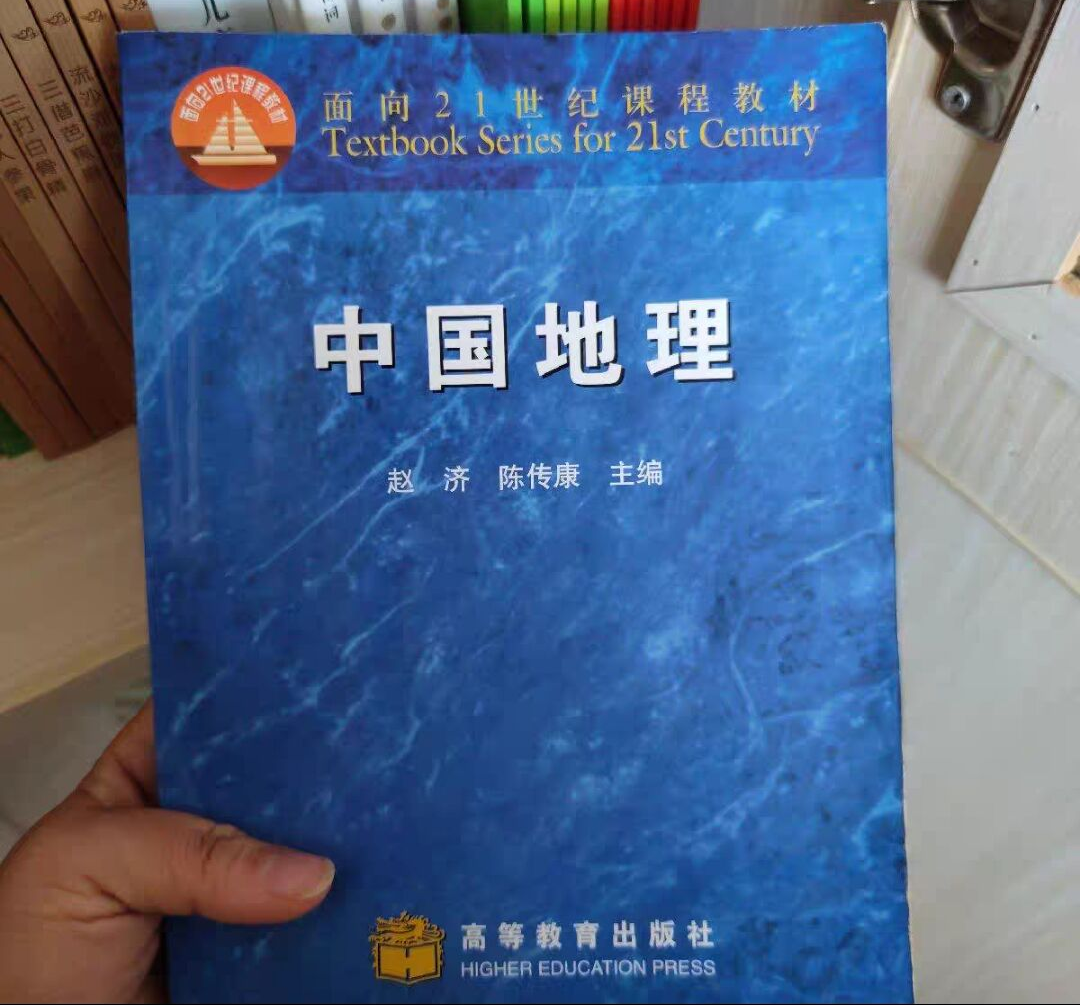 面向21世纪课程教材
面向21世纪课程教材
Textbook Series for 21st Century
中国地理
赵 济 陈传康 主编
高等教育出版社
HIGHER EDUCATION PRESS
三打白骨精
三借芭蕉扇
流沙
人参果
儿
问